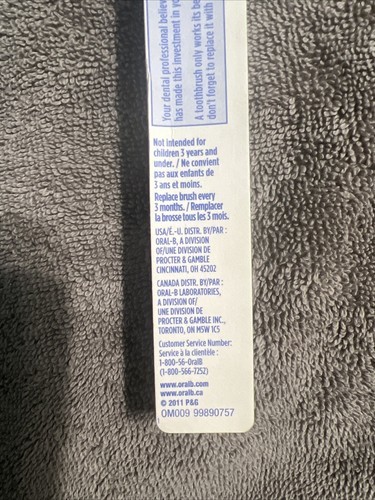 Your dental professional believ
has made this investment in yo
A toothbrush only works its be
don't forget to replace it with
Not intended for
children 3 years and
under. / Ne convient
pas aux enfants de
3 ans et moins.
Replace brush every
3 months. / Remplacer
la brosse tous les 3 mois.
USA/É.-U. DISTR. BY/PAR :
ORAL-B, A DIVISION
OF/UNE DIVISION DE
PROCTER & GAMBLE
CINCINNATI, OH 45202
CANADA DISTR. BY/PAR :
ORAL-B LABORATORIES,
A DIVISION OF/
UNE DIVISION DE
PROCTER & GAMBLE INC.,
TORONTO, ON M5W 1C5
Customer Service Number:
Service à la clientèle :
1-800-56-OralB
(1-800-566-7252)
www.oralb.com
www.oralb.ca
© 2011 P&G
OM009 99890757